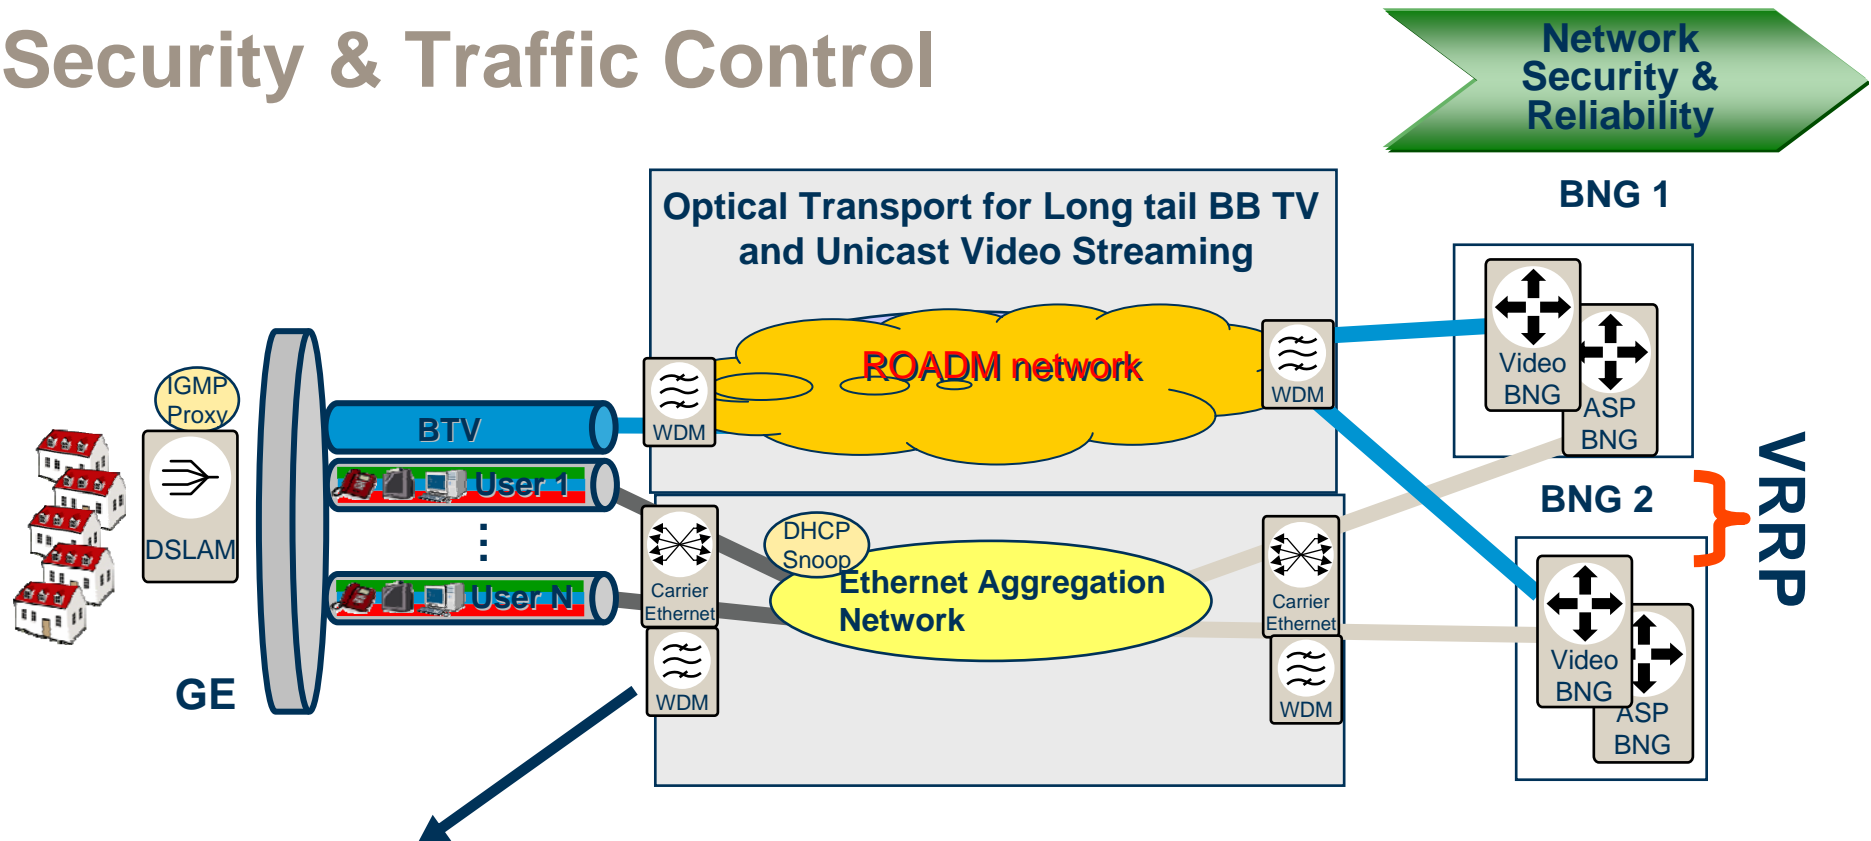 Security & Traffic Control
Network
Security &
Reliability
BNG 1
Optical Transport for Long tail BB TV
and Unicast Video Streaming
ROADM network
WDM
WDM
Video
BNG
ASP
BNG
IGMP
Proxy
DSLAM
GE
BTV
User 1
⋮
User N
Carrier
Ethernet
WDM
DHCP
Snoop
Ethernet Aggregation
Network
Carrier
Ethernet
WDM
BNG 2
VRRP
Video
BNG
ASP
BNG